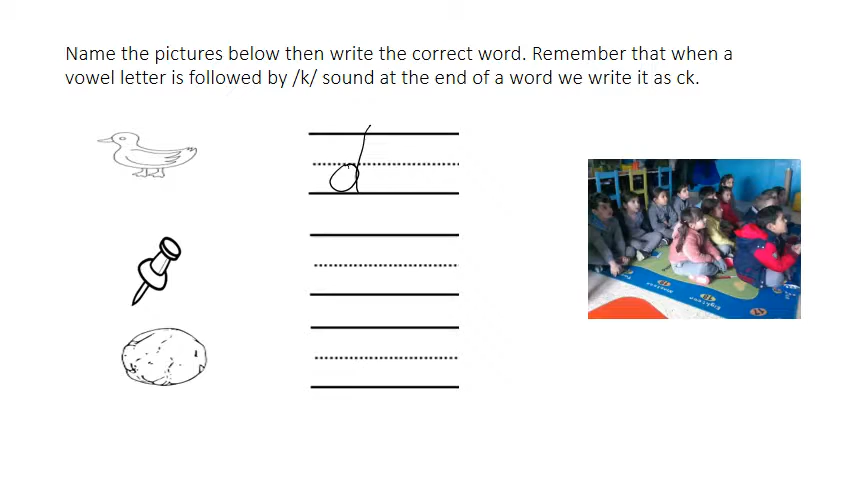 Name the pictures below then write the correct word. Remember that when a
vowel letter is followed by /k/ sound at the end of a word we write it as ck.
d